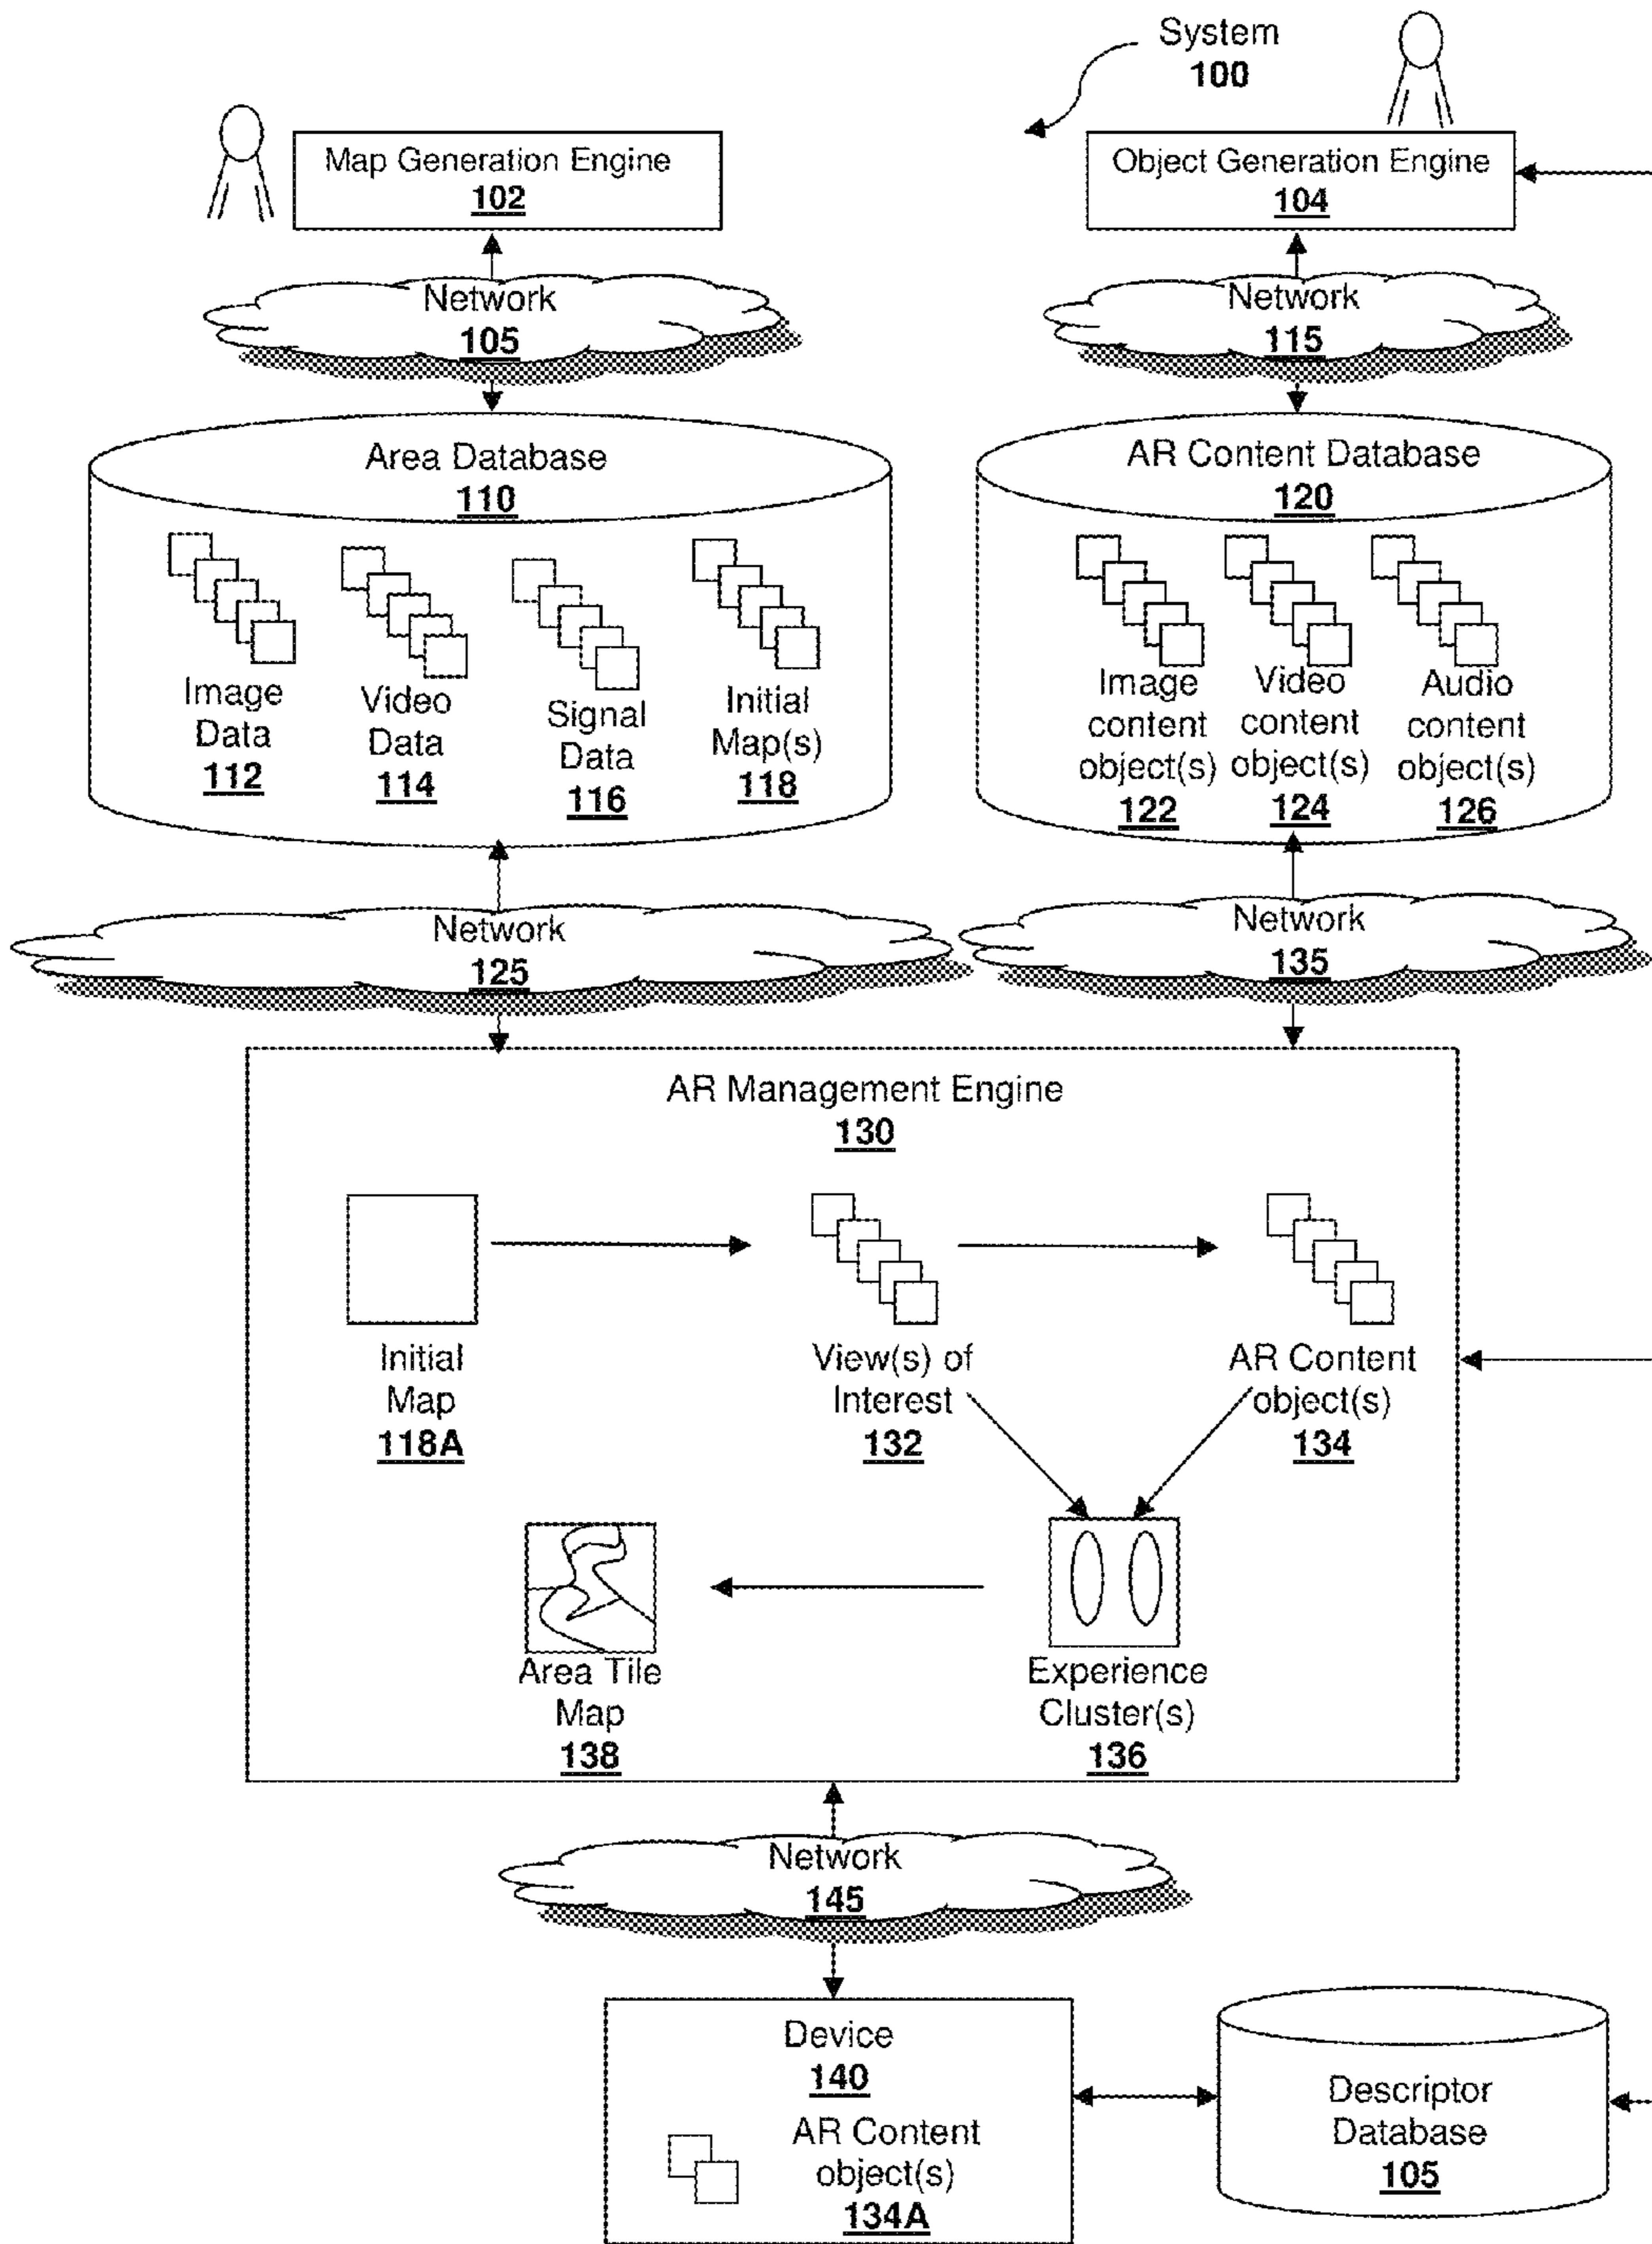 System
100
Map Generation Engine
102
Object Generation Engine
104
Network
105
Network
115
Area Database
110
AR Content Database
120
Image
Data
112
Video
Data
114
Signal
Data
116
Initial
Map(s)
118
Image
content
object(s)
122
Video
content
object(s)
124
Audio
content
object(s)
126
Network
125
Network
135
AR Management Engine
130
Initial
Map
118A
View(s) of
Interest
132
AR Content
object(s)
134
Area Tile
Map
138
Experience
Cluster(s)
136
Network
145
Device
140
AR Content
object(s)
134A
Descriptor
Database
105